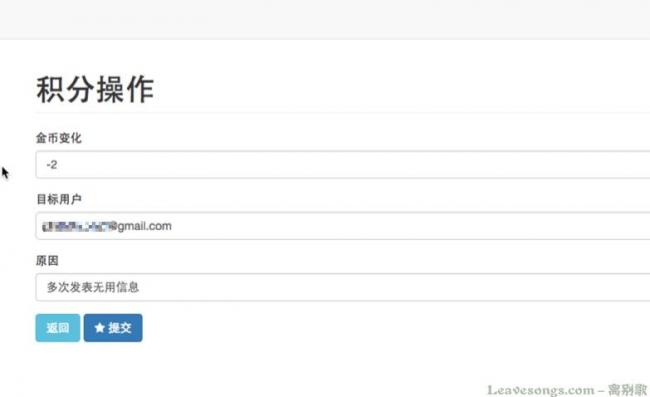 积分操作
金币变化
-2
目标用户
@gmail.com
原因
多次发表无用信息
返回 ★ 提交
Leavesongs.com – 离别歌